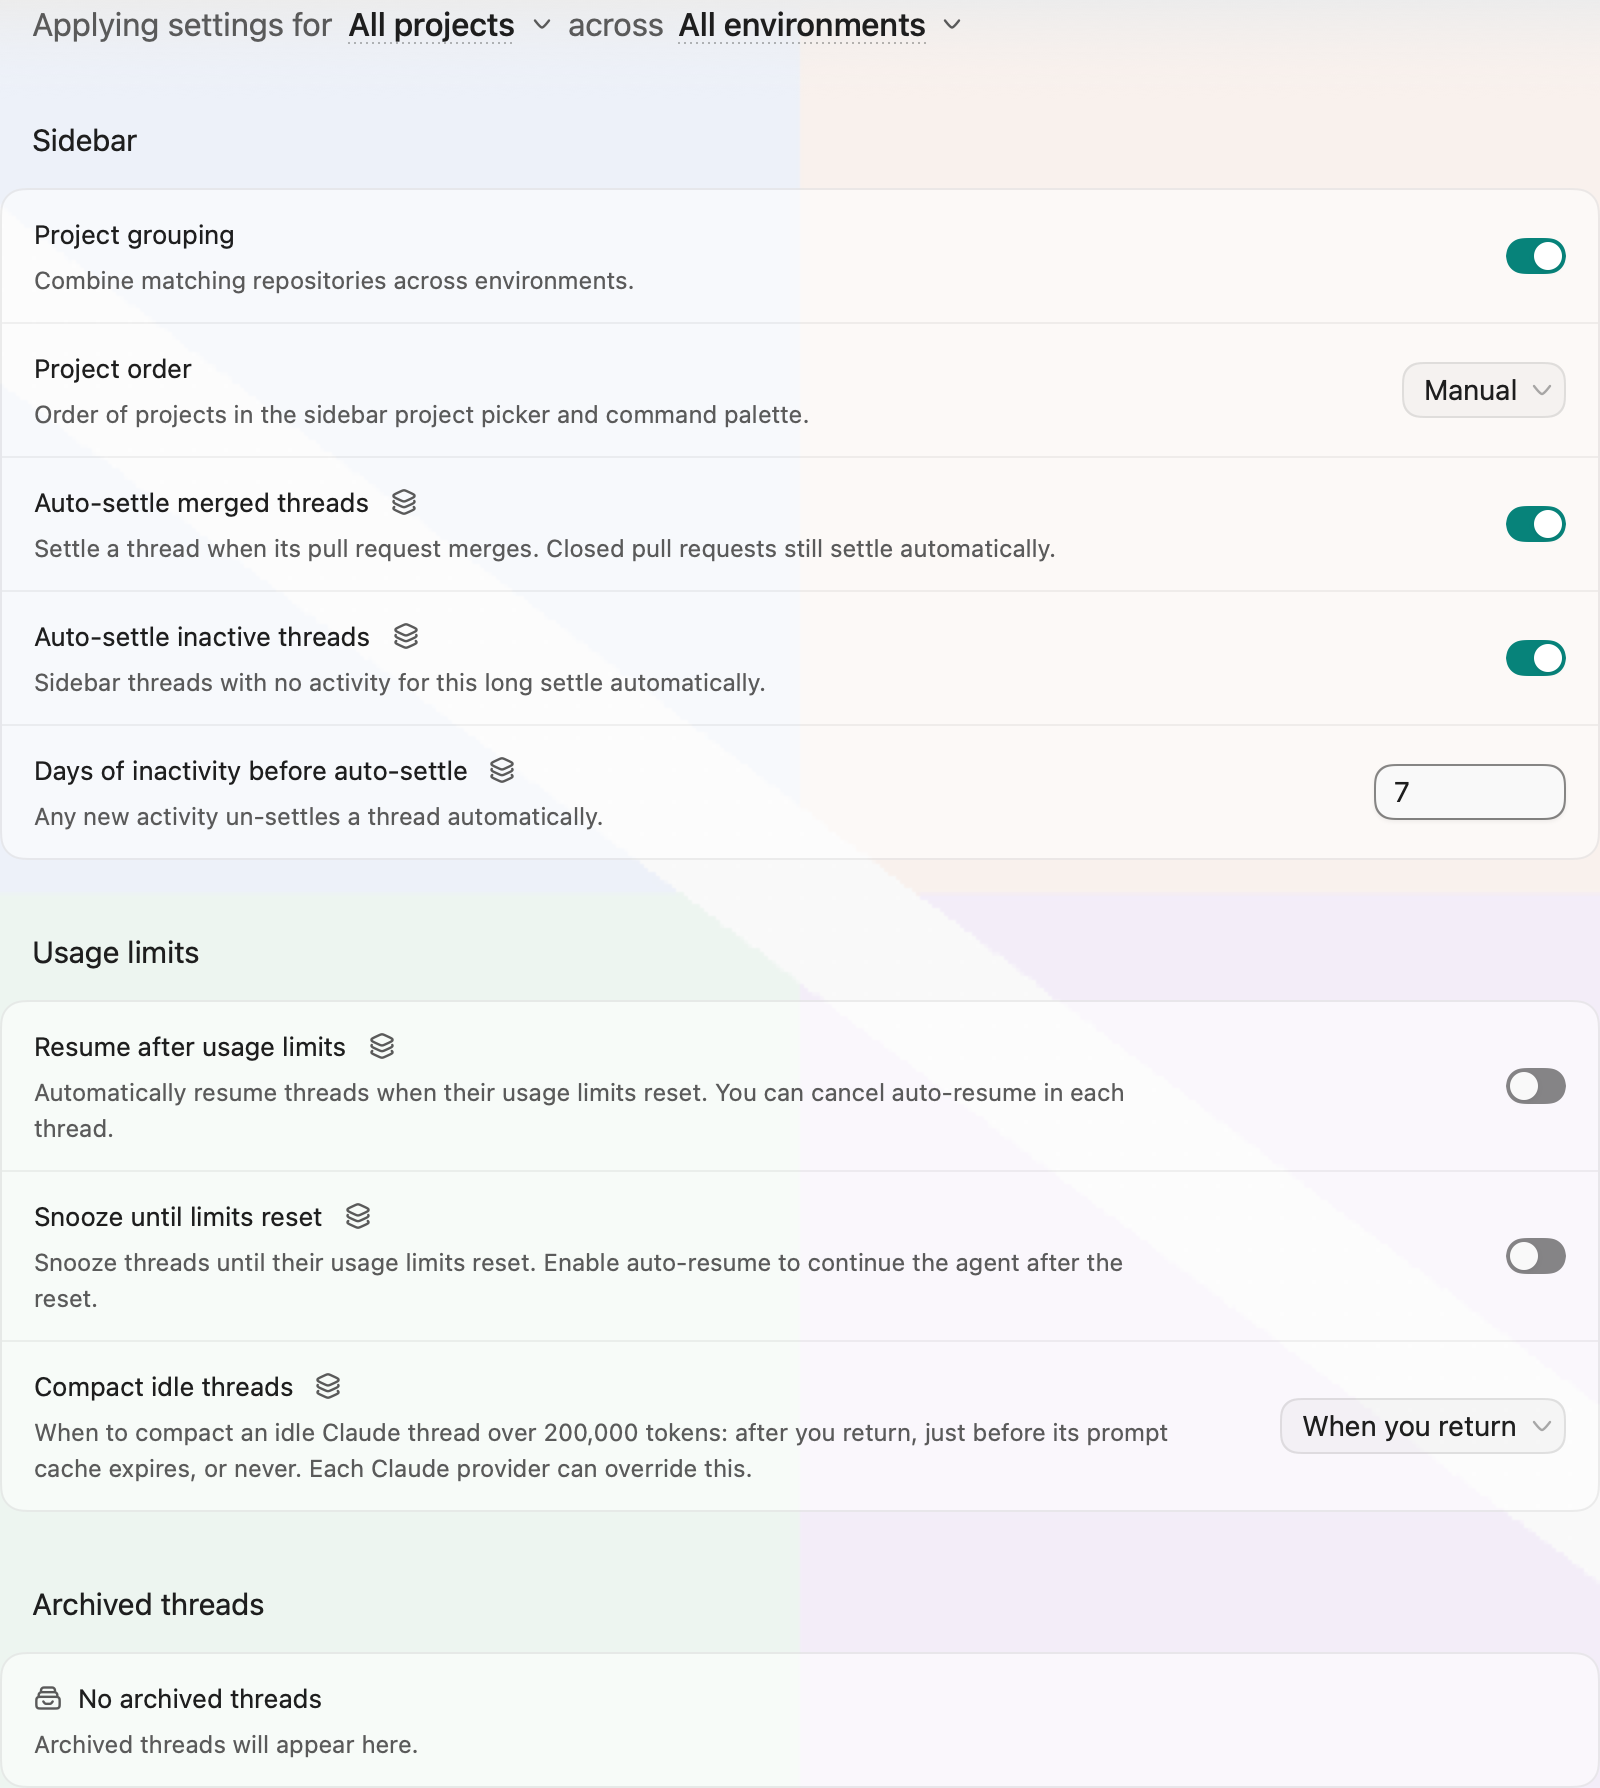 Applying settings for All projects across All environments
Sidebar
Project grouping
Combine matching repositories across environments.
Project order
Order of projects in the sidebar project picker and command palette.
Manual
Auto-settle merged threads
Settle a thread when its pull request merges. Closed pull requests still settle automatically.
Auto-settle inactive threads
Sidebar threads with no activity for this long settle automatically.
Days of inactivity before auto-settle
Any new activity un-settles a thread automatically.
7
Usage limits
Resume after usage limits
Automatically resume threads when their usage limits reset. You can cancel auto-resume in each
thread.
Snooze until limits reset
Snooze threads until their usage limits reset. Enable auto-resume to continue the agent after the
reset.
Compact idle threads
When to compact an idle Claude thread over 200,000 tokens: after you return, just before its prompt
cache expires, or never. Each Claude provider can override this.
When you return
Archived threads
No archived threads
Archived threads will appear here.